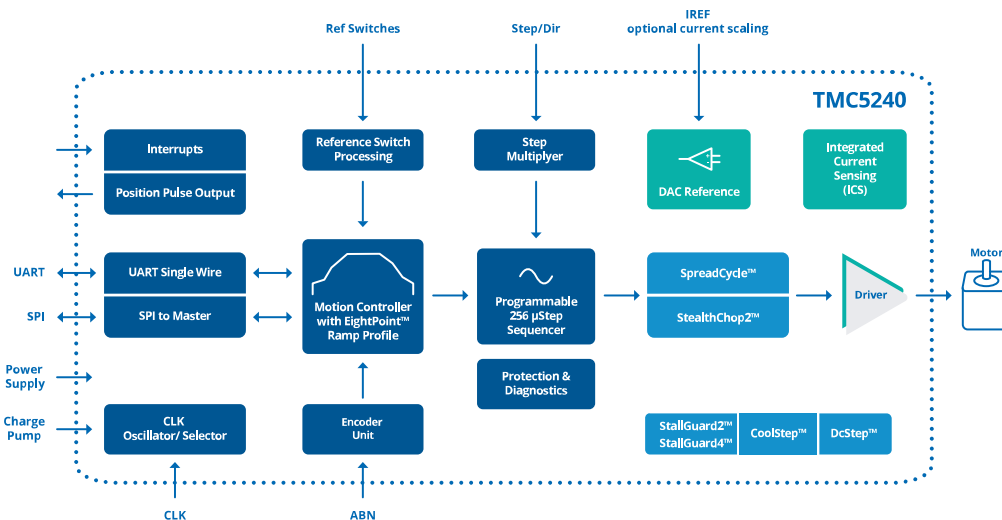 Ref Switches
Step/Dir
IREF
optional current scaling
TMC5240
Interrupts
Position Pulse Output
Reference Switch
Processing
Step
Multiplyer
DAC Reference
Integrated
Current
Sensing
(ICS)
UART
SPI
UART Single Wire
SPI to Master
Motion Controller
with EightPoint™
Ramp Profile
Programmable
256 µStep
Sequencer
SpreadCycle™
StealthChop2™
Driver
Motor
Power
Supply
Protection &
Diagnostics
Charge
Pump
CLK
Oscillator/ Selector
Encoder
Unit
StallGuard2™
StallGuard4™
CoolStep™
DcStep™
CLK
ABN